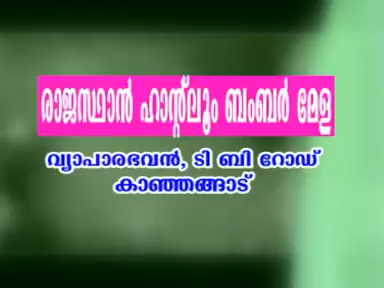 രാജസ്ഥാൻ ഹാന്റ്ലൂം ബംബർ മേള
വ്യാപാരഭവൻ, ടി ബി റോഡ്
കാഞ്ഞങ്ങാട്